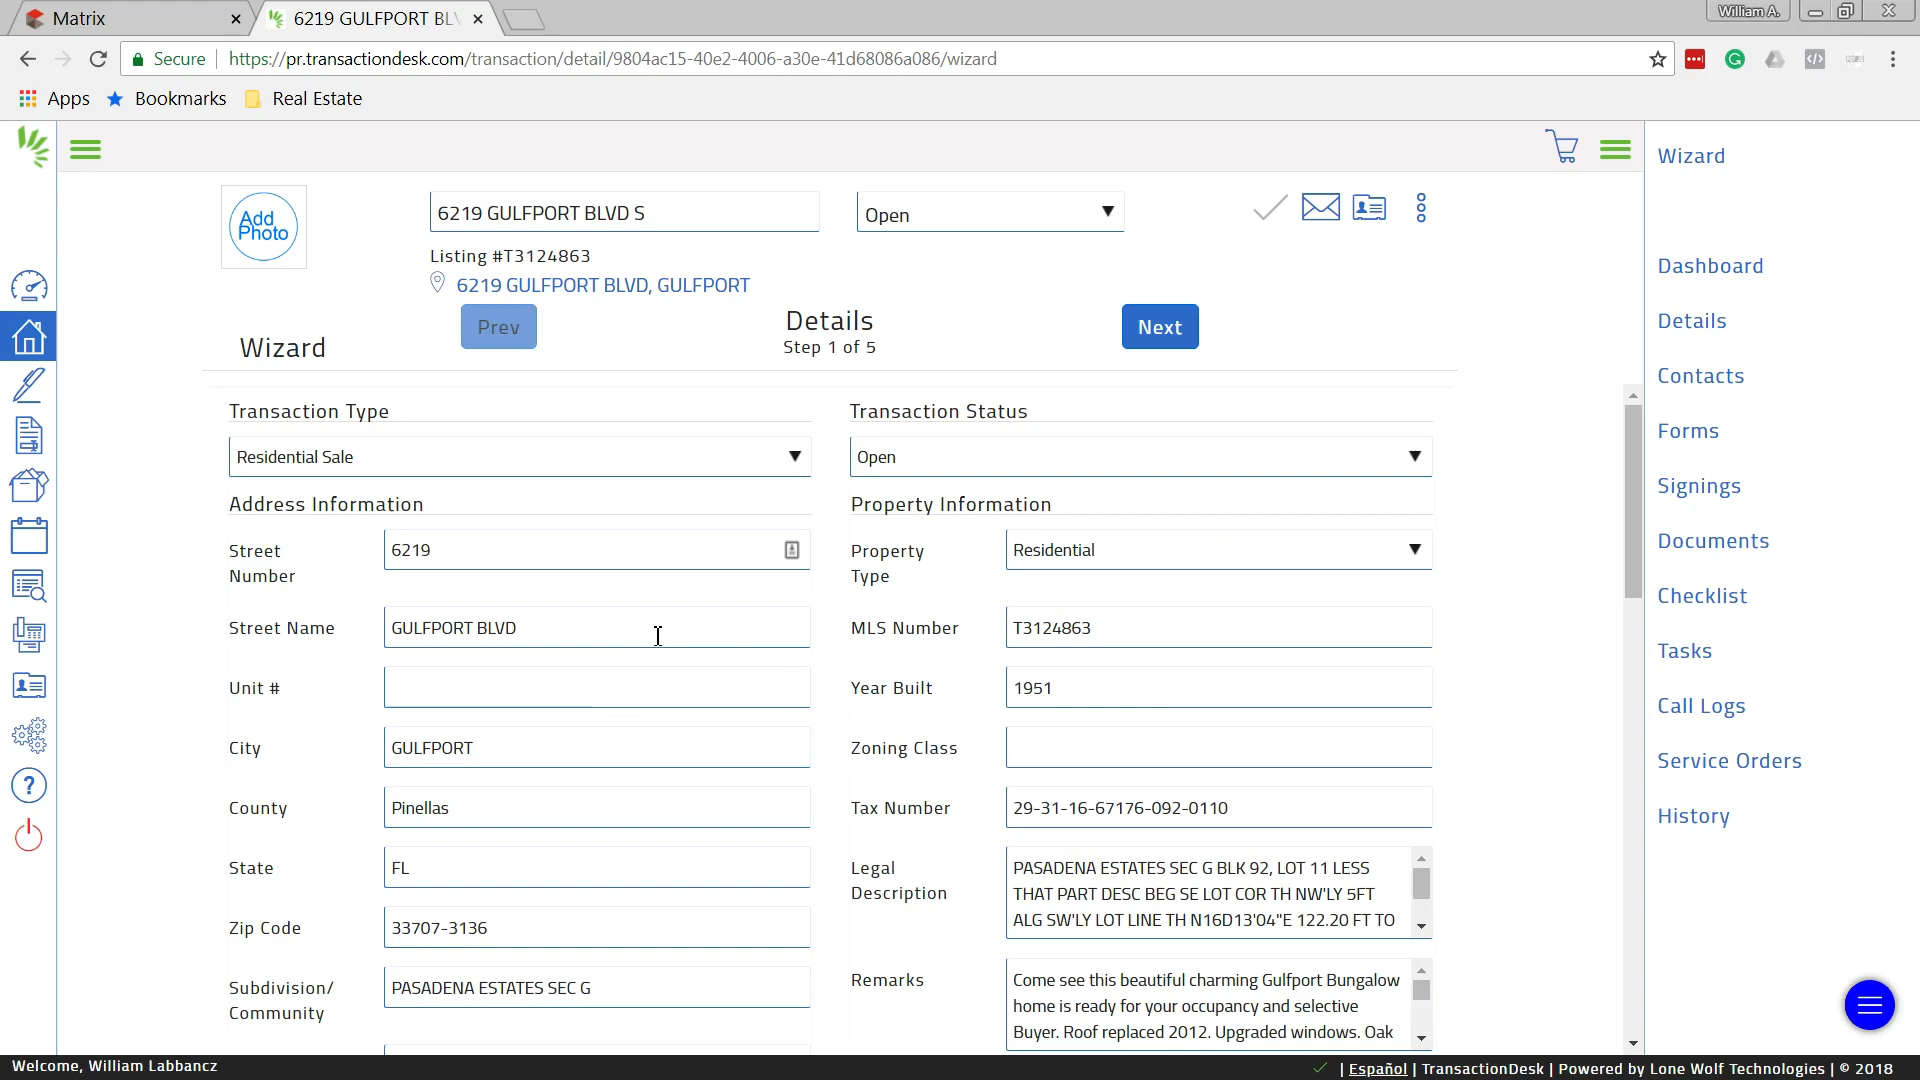 Matrix
6219 GULFPORT BL
William A.
Secure
https://pr.transactiondesk.com/transaction/detail/9804ac15-40e2-4006-a30e-41d68086a086/wizard
Apps
Bookmarks
Real Estate
Add
Photo
6219 GULFPORT BLVD S
Open
Listing #T3124863
6219 GULFPORT BLVD, GULFPORT
Wizard
Prev
Details
Step 1 of 5
Next
Transaction Type
Residential Sale
Transaction Status
Open
Address Information
Street
Number
6219
Street Name
GULFPORT BLVD
Unit #
City
GULFPORT
County
Pinellas
State
FL
Zip Code
33707-3136
Subdivision/
Community
PASADENA ESTATES SEC G
Property Information
Property
Type
Residential
MLS Number
T3124863
Year Built
1951
Zoning Class
Tax Number
29-31-16-67176-092-0110
Legal
Description
PASADENA ESTATES SEC G BLK 92, LOT 11 LESS
THAT PART DESC BEG SE LOT COR TH NW'LY 5FT
ALG SW'LY LOT LINE TH N16D13'04"E 122.20 FT TO
Remarks
Come see this beautiful charming Gulfport Bungalow
home is ready for your occupancy and selective
Buyer. Roof replaced 2012. Upgraded windows. Oak
Wizard
Dashboard
Details
Contacts
Forms
Signings
Documents
Checklist
Tasks
Call Logs
Service Orders
History
Welcome, William Labbancz
| Español | TransactionDesk | Powered by Lone Wolf Technologies | © 2018